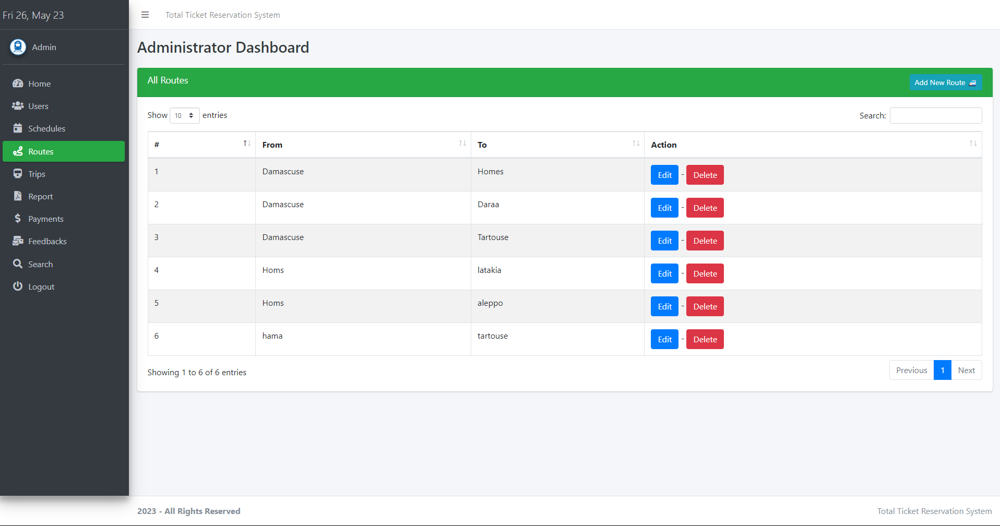 Fri 26, May 23
Total Ticket Reservation System
Admin
Home
Users
Schedules
Routes
Trips
Report
Payments
Feedbacks
Search
Logout
Administrator Dashboard
All Routes
Add New Route
Show 10 entries
Search:
# From To Action
1 Damascuse Homes Edit - Delete
2 Damascuse Daraa Edit - Delete
3 Damascuse Tartouse Edit - Delete
4 Homs latakia Edit - Delete
5 Homs aleppo Edit - Delete
6 hama tartouse Edit - Delete
Showing 1 to 6 of 6 entries
Previous 1 Next
2023 - All Rights Reserved
Total Ticket Reservation System